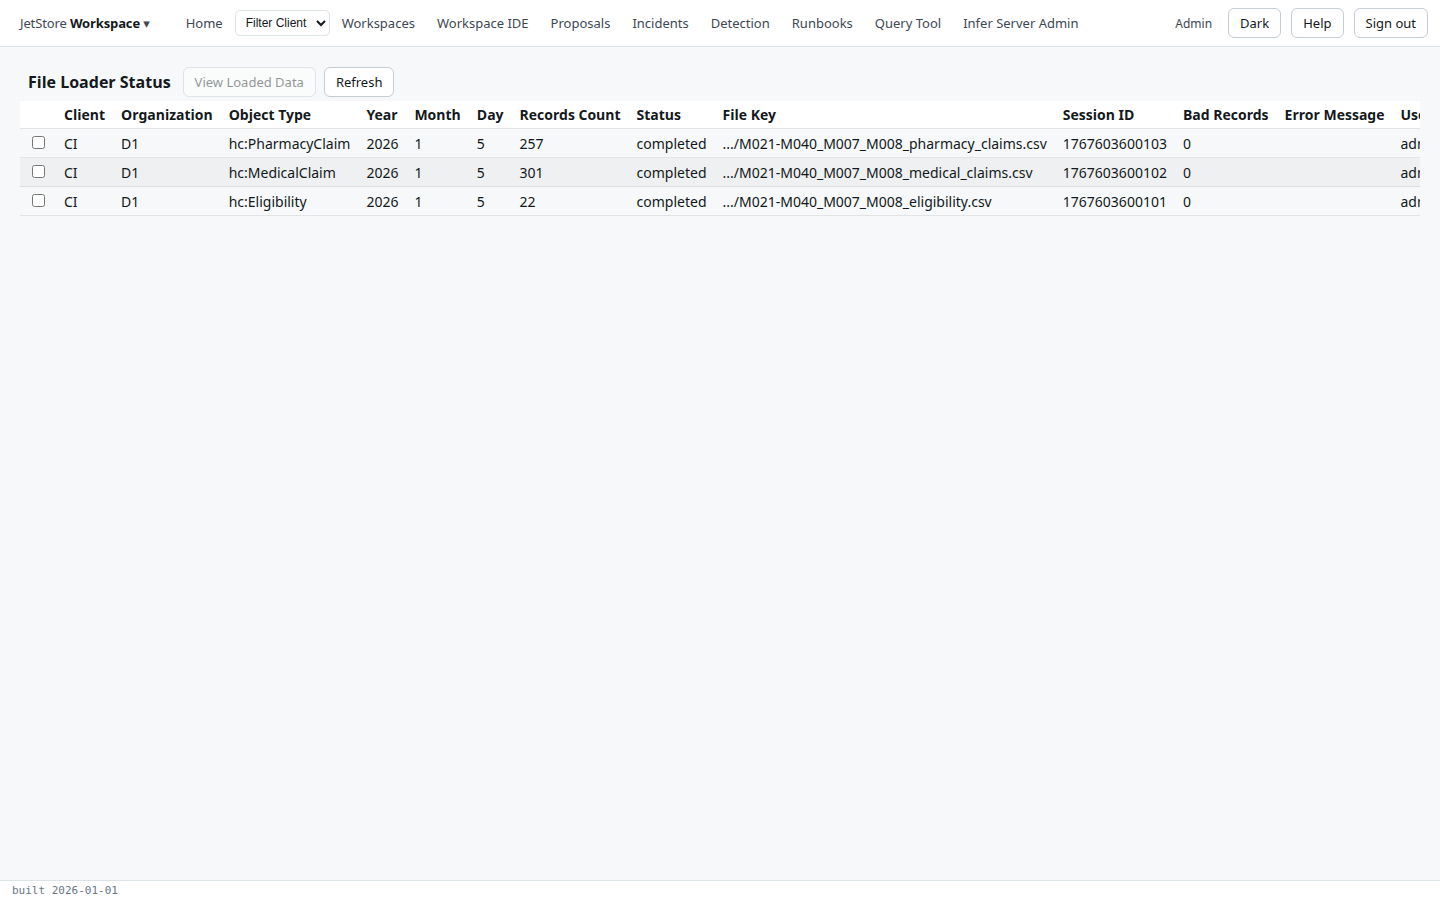 JetStore Workspace ▾ Home Filter Client Workspaces Workspace IDE Proposals Incidents Detection Runbooks Query Tool Infer Server Admin Admin Dark Help Sign out
File Loader Status View Loaded Data Refresh
Client Organization Object Type Year Month Day Records Count Status File Key Session ID Bad Records Error Message
CI D1 hc:PharmacyClaim 2026 1 5 257 completed .../M021-M040_M007_M008_pharmacy_claims.csv 1767603600103 0
CI D1 hc:MedicalClaim 2026 1 5 301 completed .../M021-M040_M007_M008_medical_claims.csv 1767603600102 0
CI D1 hc:Eligibility 2026 1 5 22 completed .../M021-M040_M007_M008_eligibility.csv 1767603600101 0
built 2026-01-01